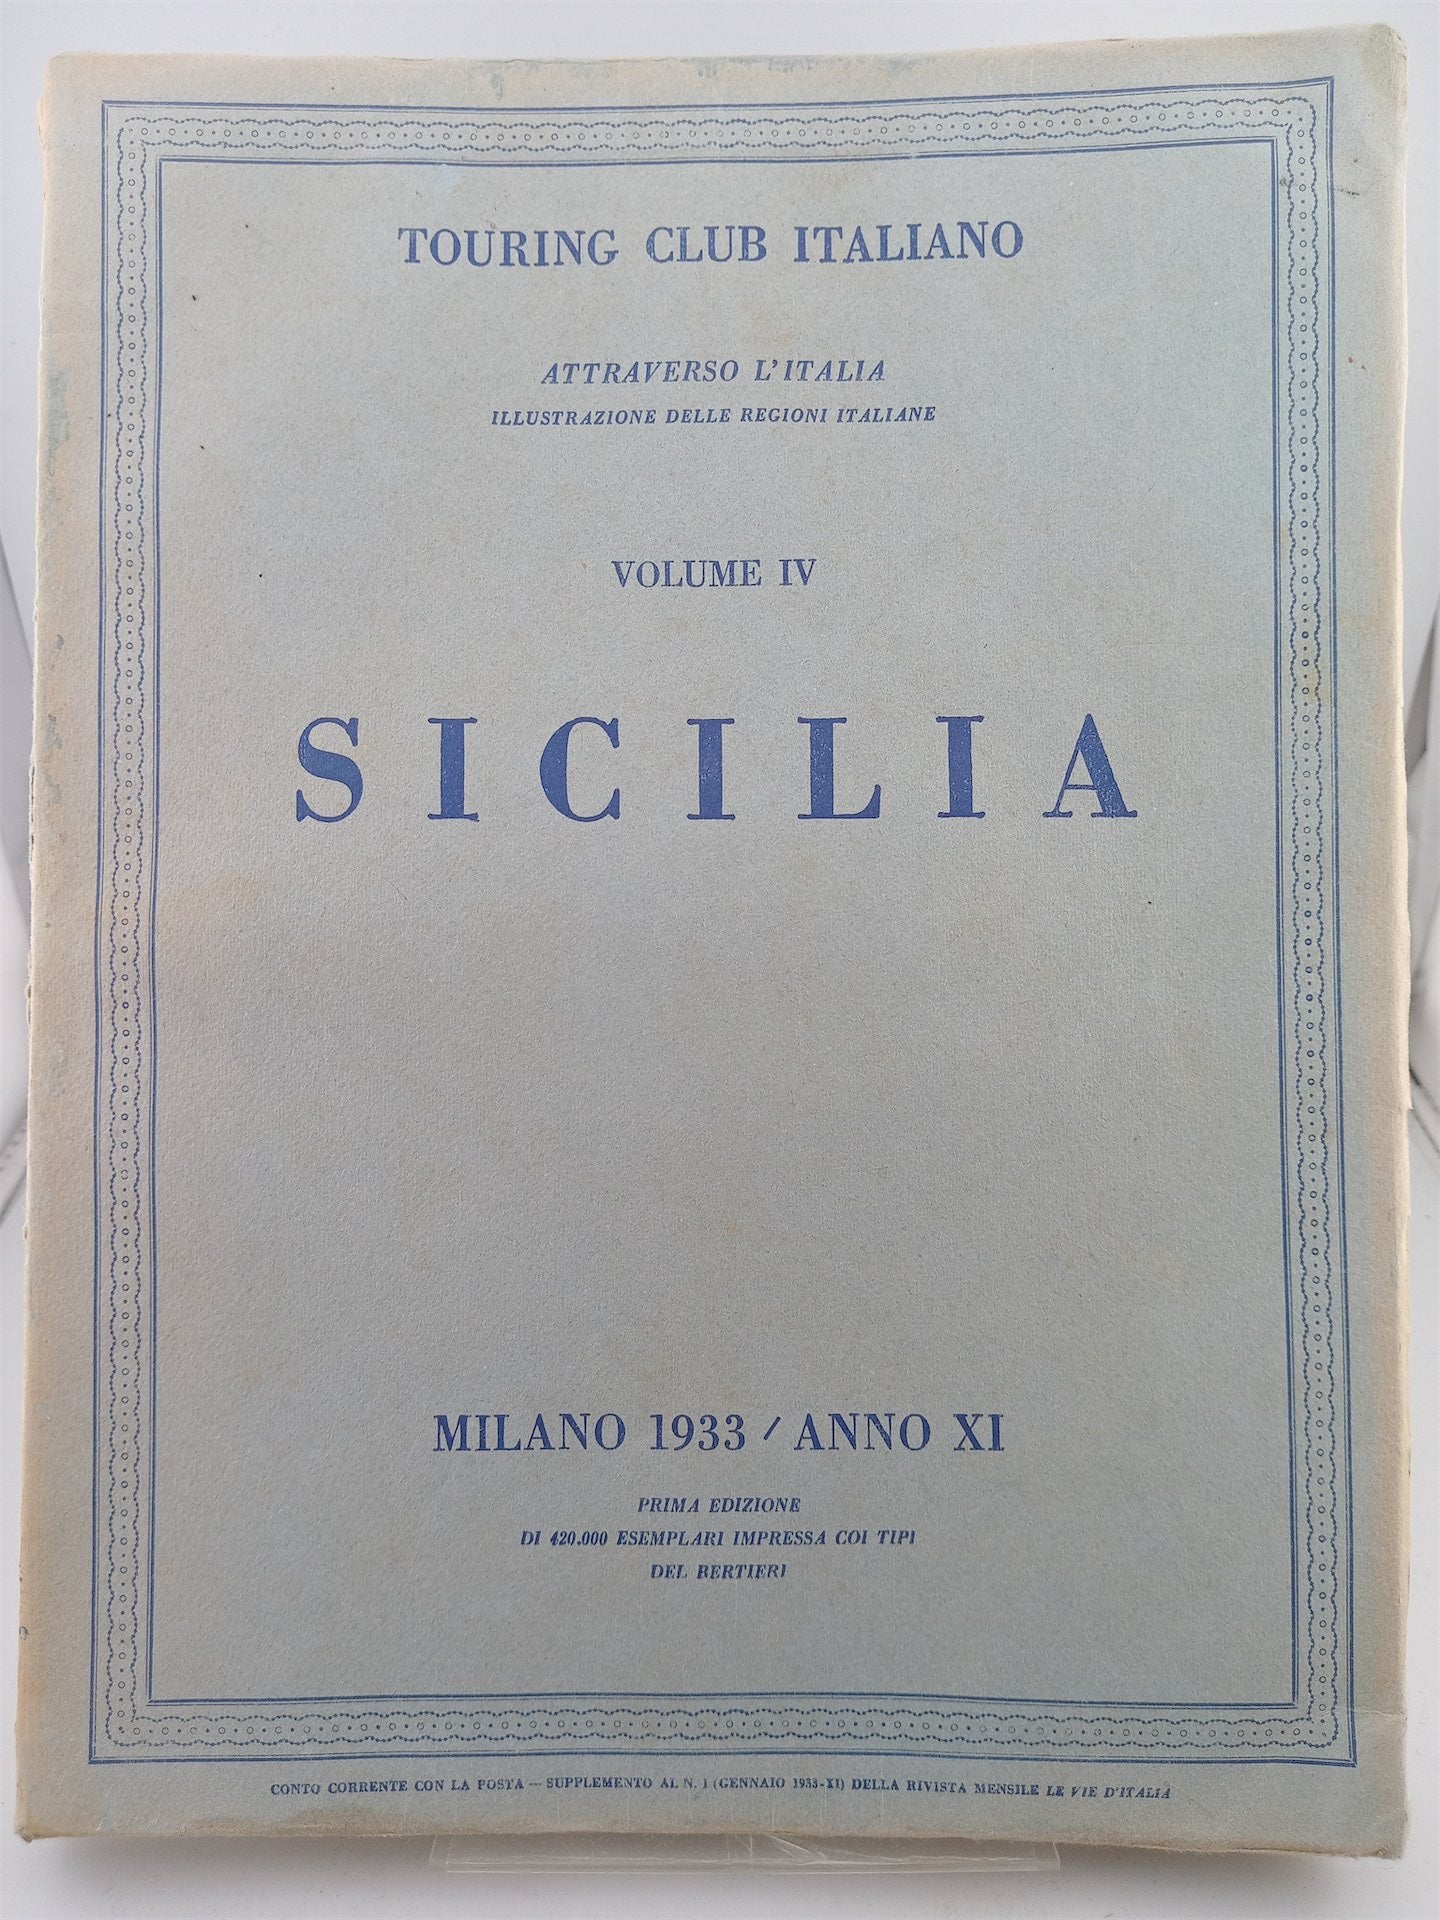 TOURING CLUB ITALIANO
ATTRAVERSO L'ITALIA
ILLUSTRAZIONE DELLE REGIONI ITALIANE
VOLUME IV
SICILIA
MILANO 1933 / ANNO XI
PRIMA EDIZIONE
DI 420.000 ESEMPLARI IMPRESSA COI TIPI
DEL BERTIERI
CONTO CORRENTE CON LA POSTA — SUPPLEMENTO AL N. 1 (GENNAIO 1933-XI) DELLA RIVISTA MENSILE LE VIE D'ITALIA